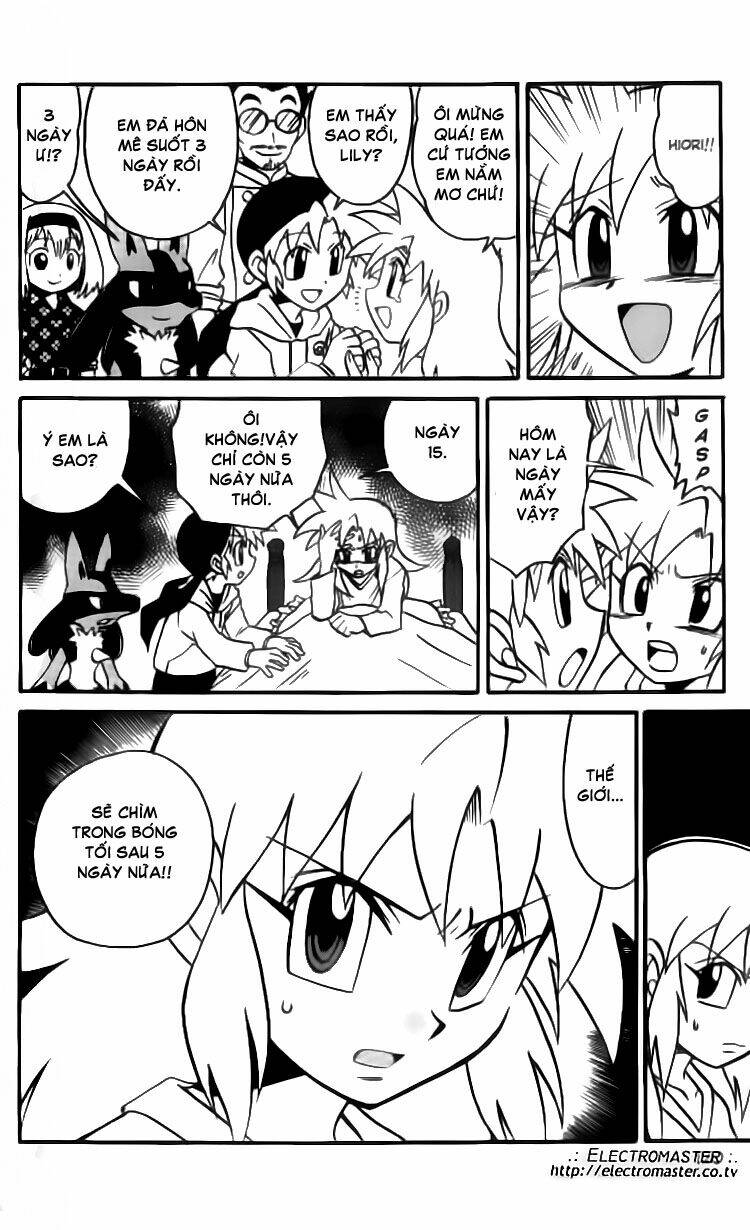 HIORI!!
ÔI MỪNG
QUÁ! EM
CỨ TƯỞNG
EM NẰM
MƠ CHỨ!
EM THẤY
SAO RỒI,
LILY?
EM ĐÃ HÔN
MÊ SUỐT 3
NGÀY RỒI
ĐẤY.
3
NGÀY
Ư!?
GASP
HÔM
NAY LÀ
NGÀY
MẤY
VẬY?
NGÀY
15.
ÔI
KHÔNG!VẬY
CHỈ CÒN 5
NGÀY NỮA
THÔI.
Ý EM LÀ
SAO?
THẾ
GIỚI...
SẼ CHÌM
TRONG BÓNG
TỐI SAU 5
NGÀY NỮA!!
.: ELECTROMASTER :.
http://electromaster.co.tv